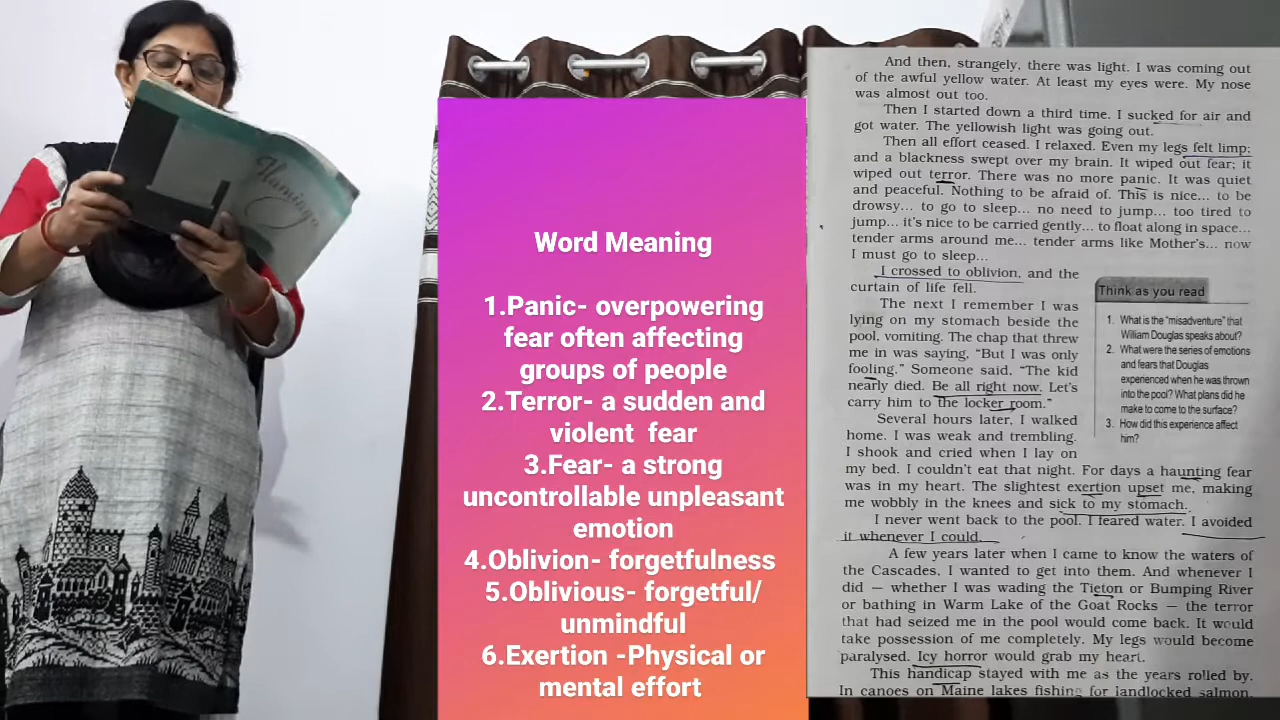 Flamingo
Word Meaning
1.Panic- overpowering
fear often affecting
groups of people
2.Terror- a sudden and
violent fear
3.Fear- a strong
uncontrollable unpleasant
emotion
4.Oblivion- forgetfulness
5.Oblivious- forgetful/
unmindful
6.Exertion -Physical or
mental effort
And then, strangely, there was light. I was coming out
of the awful yellow water. At least my eyes were. My nose
was almost out too.
Then I started down a third time. I sucked for air and
got water. The yellowish light was going out.
Then all effort ceased. I relaxed. Even my legs felt limp;
and a blackness swept over my brain. It wiped out fear; it
wiped out terror. There was no more panic. It was quiet
and peaceful. Nothing to be afraid of. This is nice... to be
drowsy... to go to sleep... no need to jump... too tired to
jump... it's nice to be carried gently... to float along in space...
tender arms around me... tender arms like Mother's... now
I must go to sleep...
I crossed to oblivion, and the
curtain of life fell.
The next I remember I was
lying on my stomach beside the
pool, vomiting. The chap that threw
me in was saying, “But I was only
fooling.” Someone said, “The kid
nearly died. Be all right now. Let's
carry him to the locker room.”
Several hours later, I walked
home. I was weak and trembling.
I shook and cried when I lay on
my bed. I couldn't eat that night. For days a haunting fear
was in my heart. The slightest exertion upset me, making
me wobbly in the knees and sick to my stomach.
I never went back to the pool. I feared water. I avoided
it whenever I could.
A few years later when I came to know the waters of
the Cascades, I wanted to get into them. And whenever I
did — whether I was wading the Tieton or Bumping River
or bathing in Warm Lake of the Goat Rocks — the terror
that had seized me in the pool would come back. It would
take possession of me completely. My legs would become
paralysed. Icy horror would grab my heart.
This handicap stayed with me as the years rolled by.
In canoes on Maine lakes fishing for landlocked salmon,
Think as you read
1. What is the “misadventure” that
William Douglas speaks about?
2. What were the series of emotions
and fears that Douglas
experienced when he was thrown
into the pool? What plans did he
make to come to the surface?
3. How did this experience affect
him?